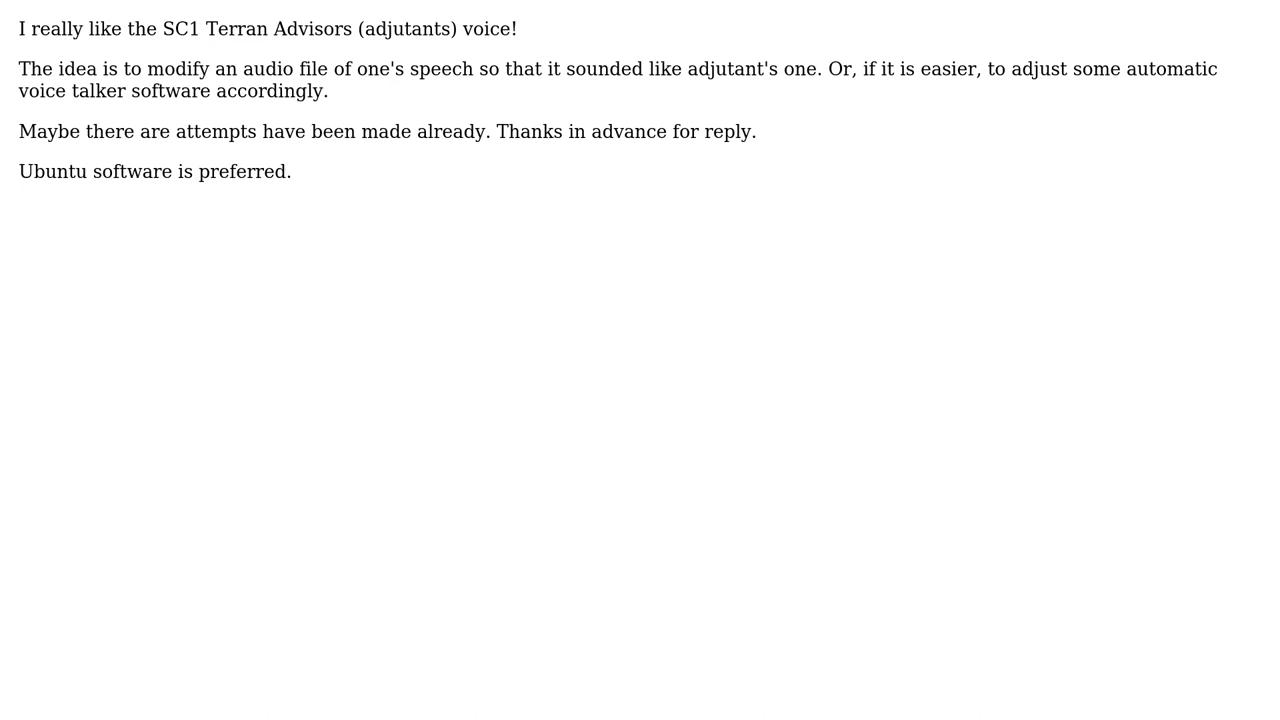 I really like the SC1 Terran Advisors (adjutants) voice!
The idea is to modify an audio file of one's speech so that it sounded like adjutant's one. Or, if it is easier, to adjust some automatic
voice talker software accordingly.
Maybe there are attempts have been made already. Thanks in advance for reply.
Ubuntu software is preferred.